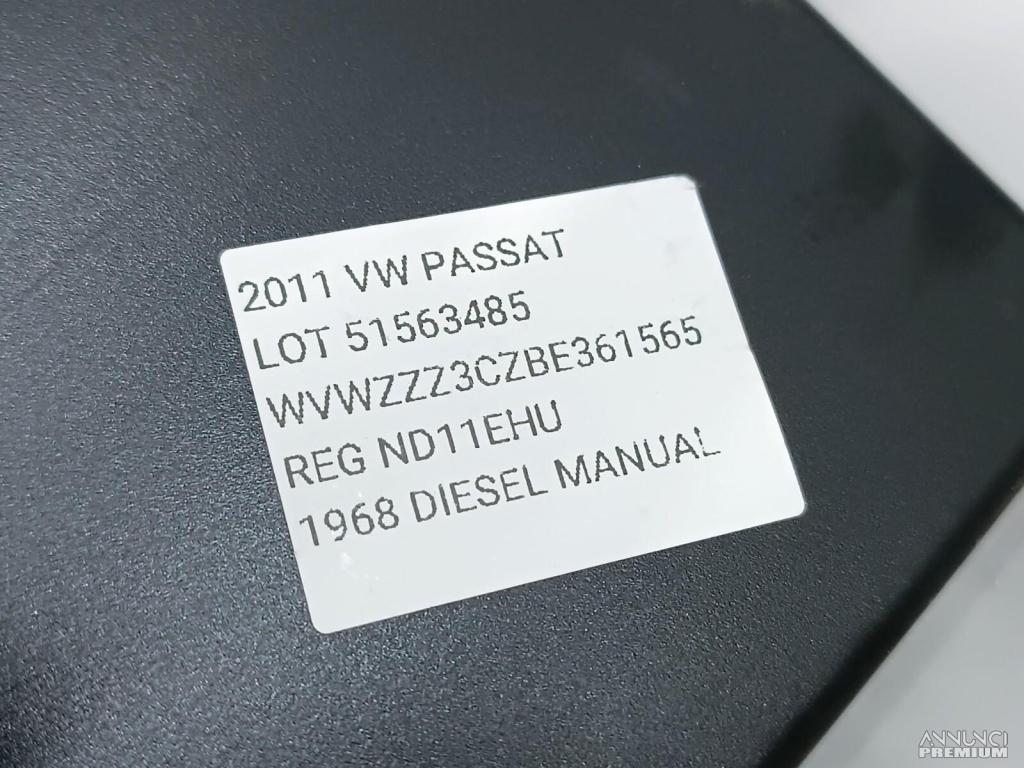 2011 VW PASSAT
LOT 51563485
WVWZZZ3CZBE361565
REG ND11EHU
1968 DIESEL MANUAL
ANNUNCI
PREMIUM